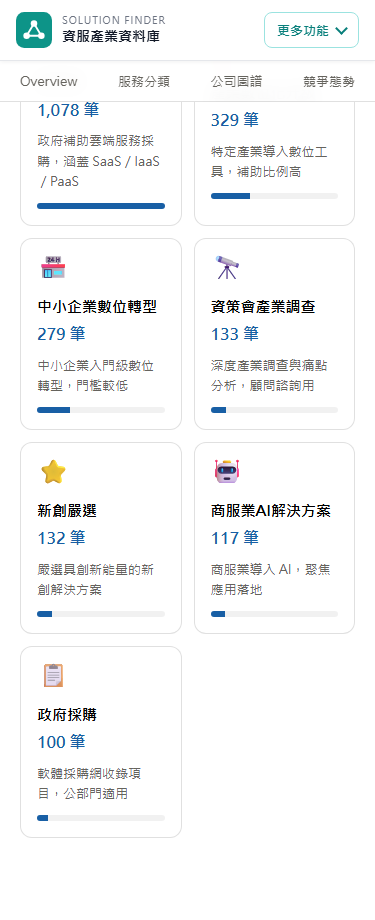 SOLUTION FINDER
資服產業資料庫
更多功能
Overview
服務分類
公司圖譜
競爭態勢
1,078 筆
政府補助雲端服務採
購，涵蓋 SaaS / IaaS
/ PaaS
329 筆
特定產業導入數位工
具，補助比例高
24H
中小企業數位轉型
279 筆
中小企業入門級數位
轉型，門檻較低
資策會產業調查
133 筆
深度產業調查與痛點
分析，顧問諮詢用
新創嚴選
132 筆
嚴選具創新能量的新
創解決方案
商服業AI解決方案
117 筆
商服業導入 AI，聚焦
應用落地
政府採購
100 筆
軟體採購網收錄項
目，公部門適用